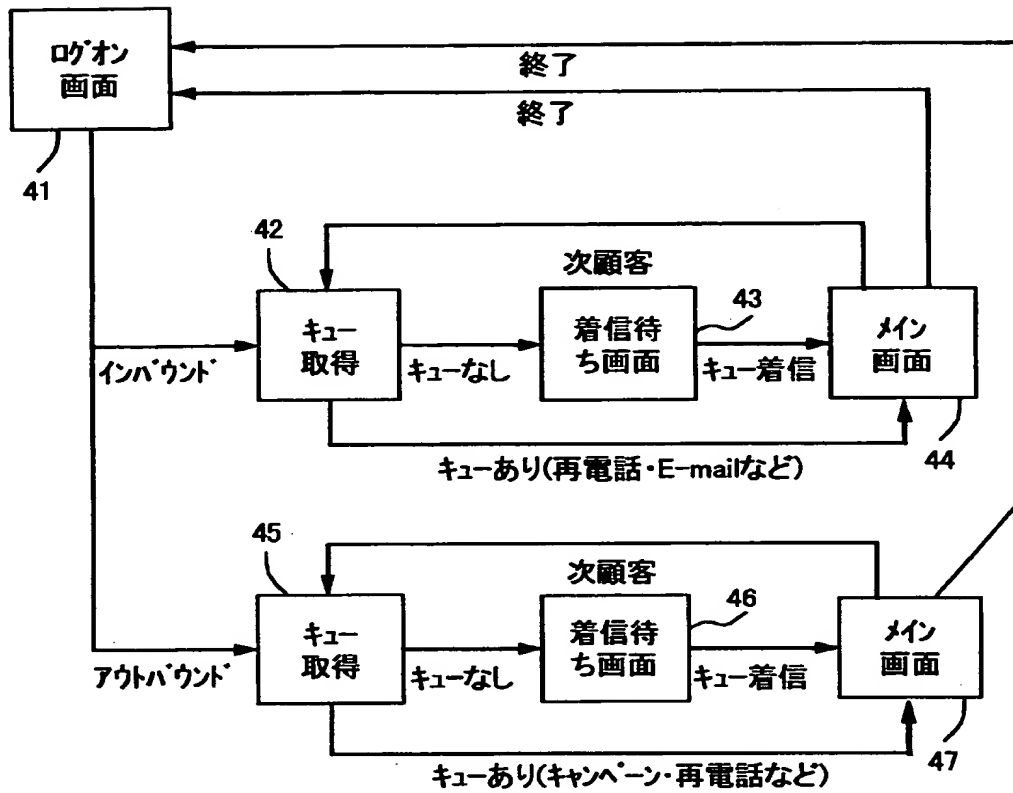 ログオン
画面
41
終了
終了
42
次顧客
キュー
取得
着信待
ち画面
43
メイン
画面
インバウンド
キューなし
キュー着信
44
キューあり(再電話・E-mailなど)
45
次顧客
46
キュー
取得
着信待
ち画面
メイン
画面
アウトバウンド
キューなし
キュー着信
47
キューあり(キャンペーン・再電話など)